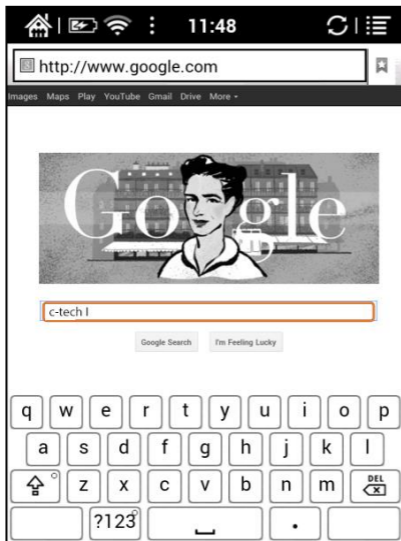 11:48
http://www.google.com
Images Maps Play YouTube Gmail Drive More
Google
c-tech l
Google Search I'm Feeling Lucky
q w e r t y u i o p
a s d f g h j k l
z x c v b n m DEL
?123 .